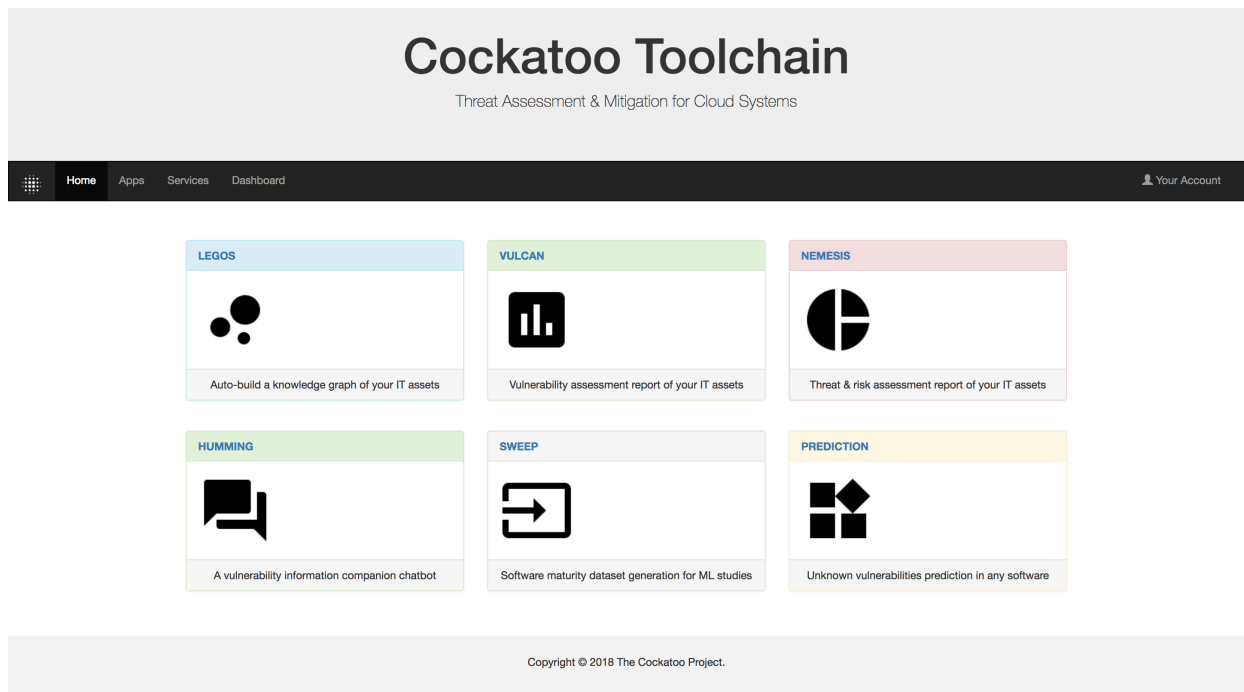 Cockatoo Toolchain
Threat Assessment & Mitigation for Cloud Systems
Home Apps Services Dashboard Your Account
LEGOS VULCAN NEMESIS
Auto-build a knowledge graph of your IT assets Vulnerability assessment report of your IT assets Threat & risk assessment report of your IT assets
HUMMING SWEEP PREDICTION
A vulnerability information companion chatbot Software maturity dataset generation for ML studies Unknown vulnerabilities prediction in any software
Copyright © 2018 The Cockatoo Project.